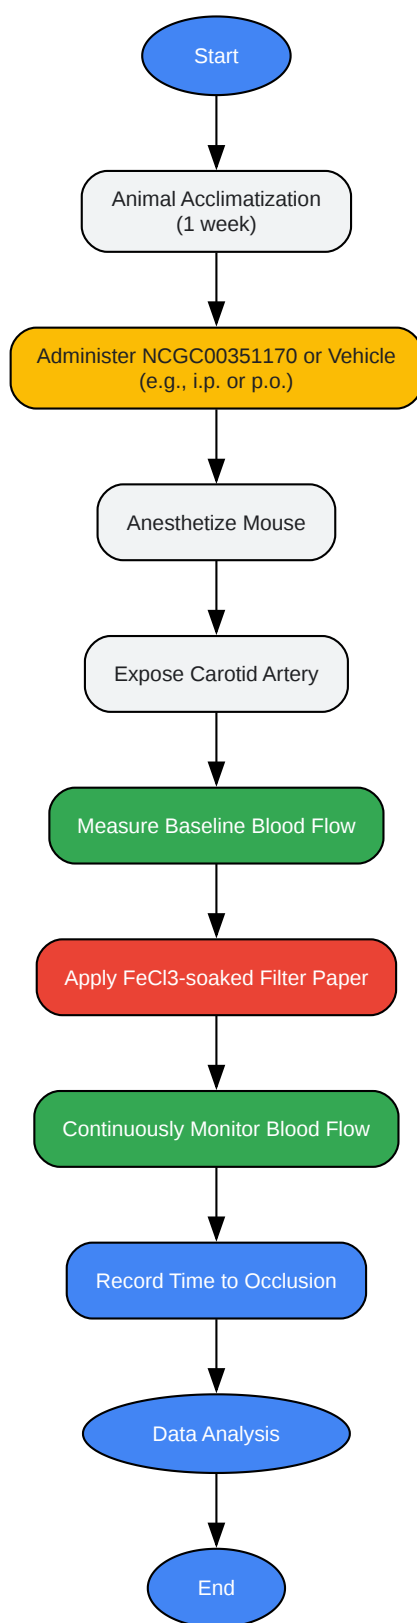 Start
Animal Acclimatization
(1 week)
Administer NCGC00351170 or Vehicle
(e.g., i.p. or p.o.)
Anesthetize Mouse
Expose Carotid Artery
Measure Baseline Blood Flow
Apply FeCl3-soaked Filter Paper
Continuously Monitor Blood Flow
Record Time to Occlusion
Data Analysis
End